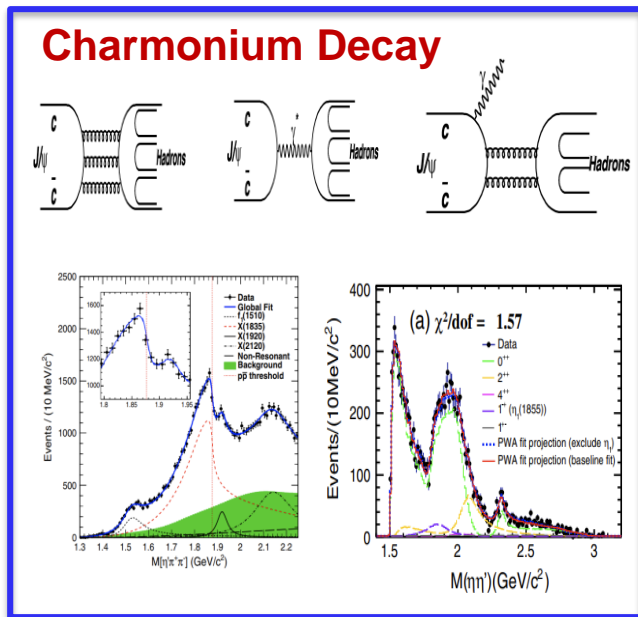 Charmonium Decay
c
J/ψ
c̄
Hadrons
γ*
Hadrons
γ
c
J/ψ
c̄
Hadrons
2500
2000
1500
1000
500
0
Events / (10 MeV/c²)
1600
1400
1200
1000
1.8 1.85 1.9 1.95
Data
Global Fit
f₁(1510)
X(1835)
X(1920)
X(2120)
Non-Resonant
Background
pp̄ threshold
1.3 1.4 1.5 1.6 1.7 1.8 1.9 2.0 2.1 2.2
M[η'π⁺π⁻] (GeV/c²)
400
300
200
100
0
Events/(10MeV/c²)
(a) χ²/dof = 1.57
Data
0⁺⁺
2⁺⁺
4⁺⁺
1⁻⁺ (η₁(1855))
1⁻⁻
PWA fit projection (exclude η₁)
PWA fit projection (baseline fit)
1.5 2 2.5 3
M(ηη')(GeV/c²)